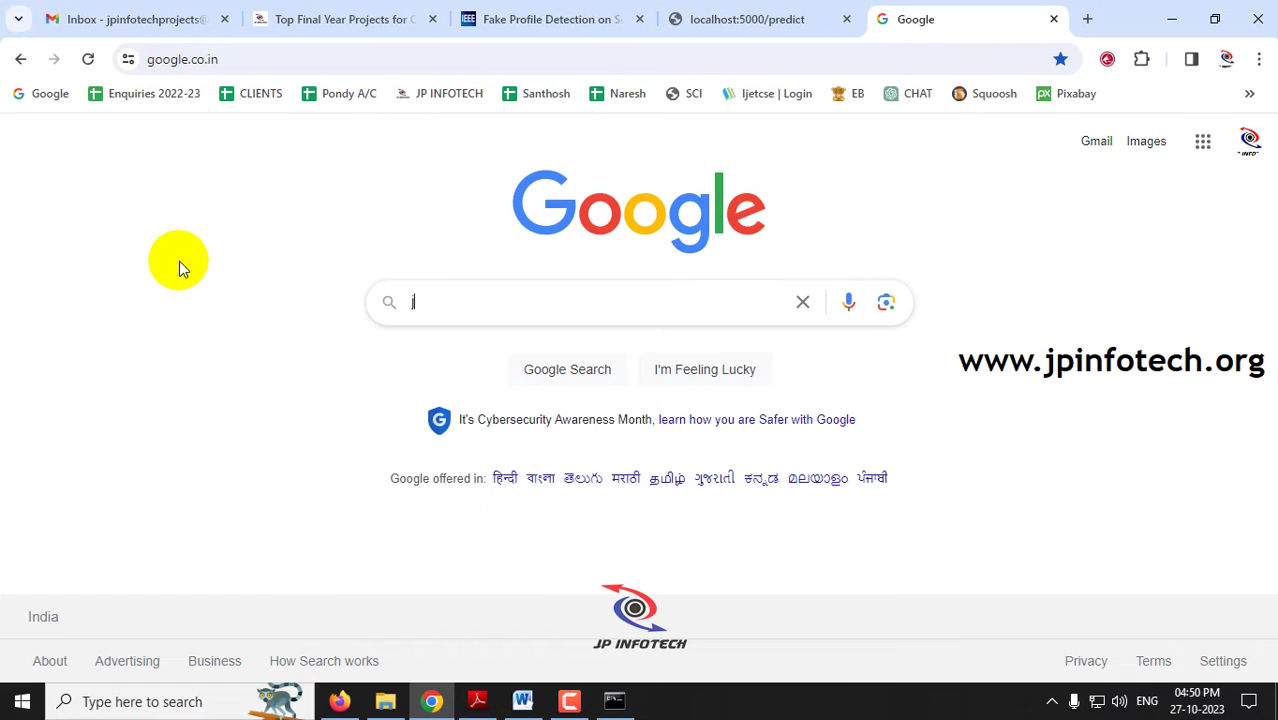 Inbox - jpinfotechprojects@
Top Final Year Projects for C
IEEE Fake Profile Detection on S
localhost:5000/predict
Google
google.co.in
Google Enquiries 2022-23 CLIENTS Pondy A/C JP INFOTECH Santhosh Naresh SCI Ijetcse | Login EB CHAT Squoosh px Pixabay
Gmail Images
Google
j
www.jpinfotech.org
Google Search I'm Feeling Lucky
It's Cybersecurity Awareness Month, learn how you are Safer with Google
Google offered in: हिन्दी বাংলা తెలుగు मराठी தமிழ் ગુજરાતી ಕನ್ನಡ മലയാളം ਪੰਜਾਬੀ
India
JP INFOTECH
About Advertising Business How Search works Privacy Terms Settings
Type here to search
ENG
04:50 PM
27-10-2023